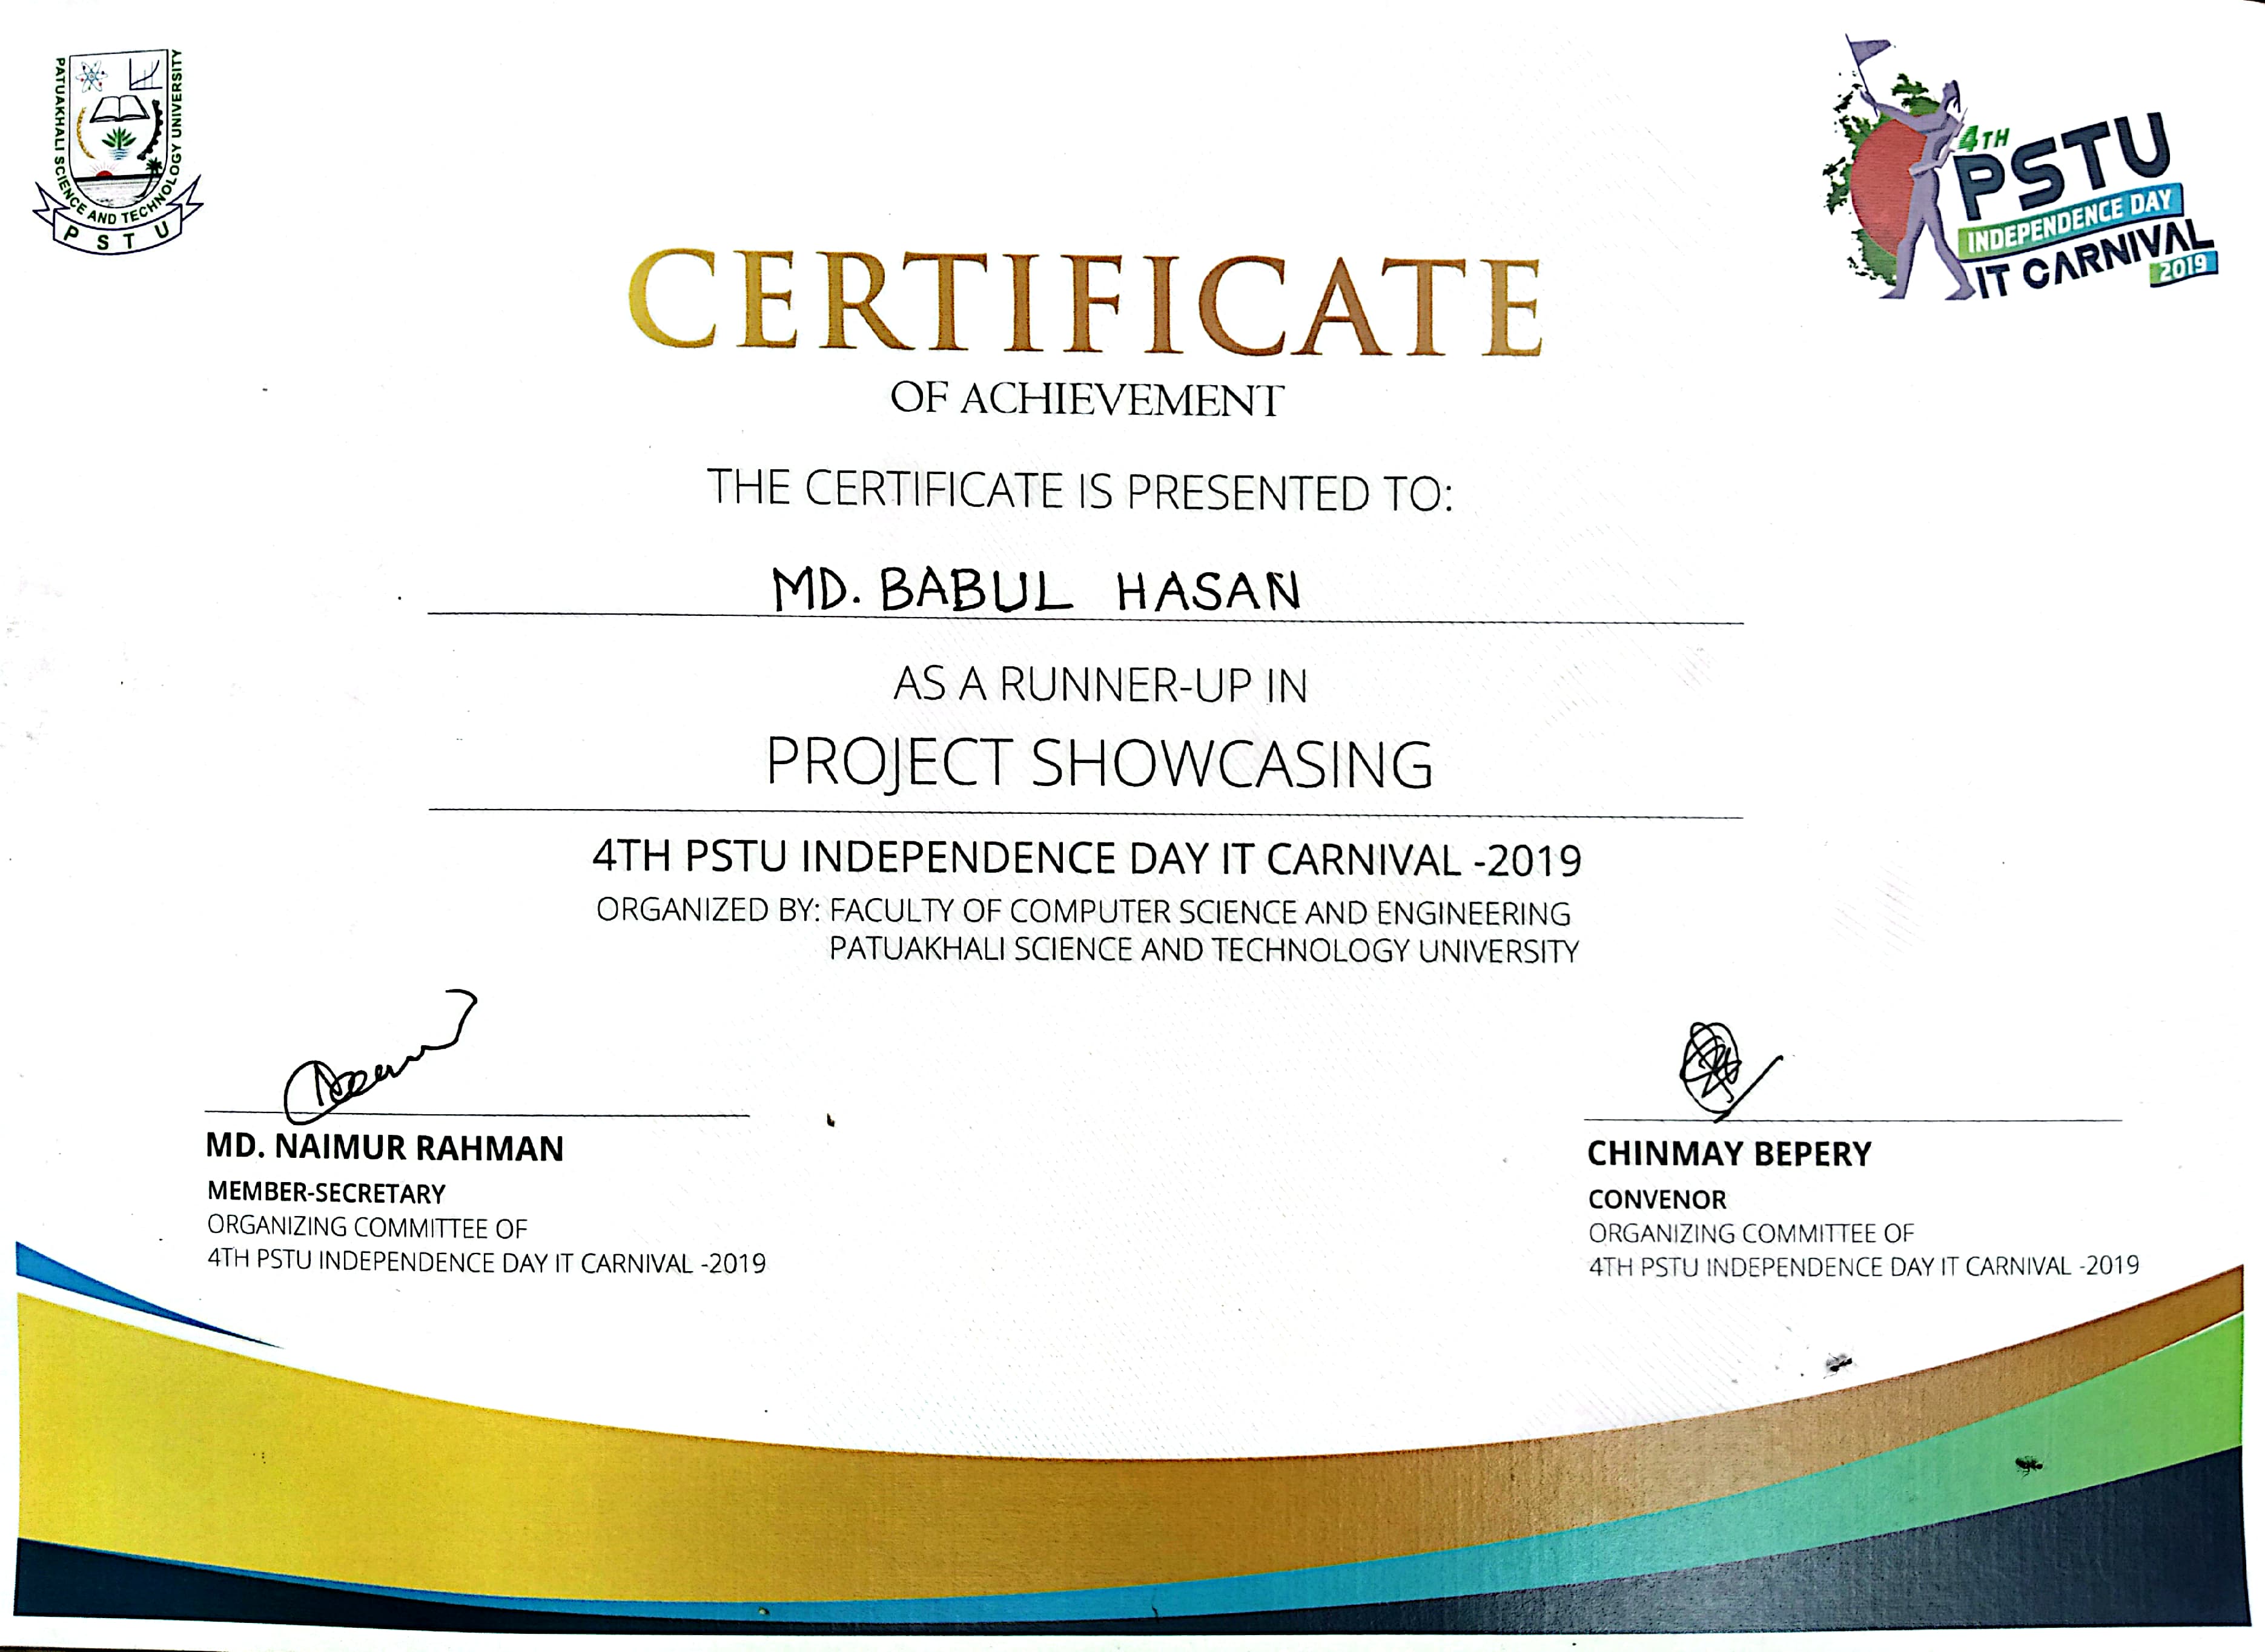 PATUAKHALI SCIENCE AND TECHNOLOGY UNIVERSITY
PSTU
4TH
PSTU
INDEPENDENCE DAY
IT CARNIVAL
2019
CERTIFICATE
OF ACHIEVEMENT
THE CERTIFICATE IS PRESENTED TO:
MD. BABUL HASAN
AS A RUNNER-UP IN
PROJECT SHOWCASING
4TH PSTU INDEPENDENCE DAY IT CARNIVAL -2019
ORGANIZED BY: FACULTY OF COMPUTER SCIENCE AND ENGINEERING
PATUAKHALI SCIENCE AND TECHNOLOGY UNIVERSITY
MD. NAIMUR RAHMAN
MEMBER-SECRETARY
ORGANIZING COMMITTEE OF
4TH PSTU INDEPENDENCE DAY IT CARNIVAL -2019
CHINMAY BEPERY
CONVENOR
ORGANIZING COMMITTEE OF
4TH PSTU INDEPENDENCE DAY IT CARNIVAL -2019